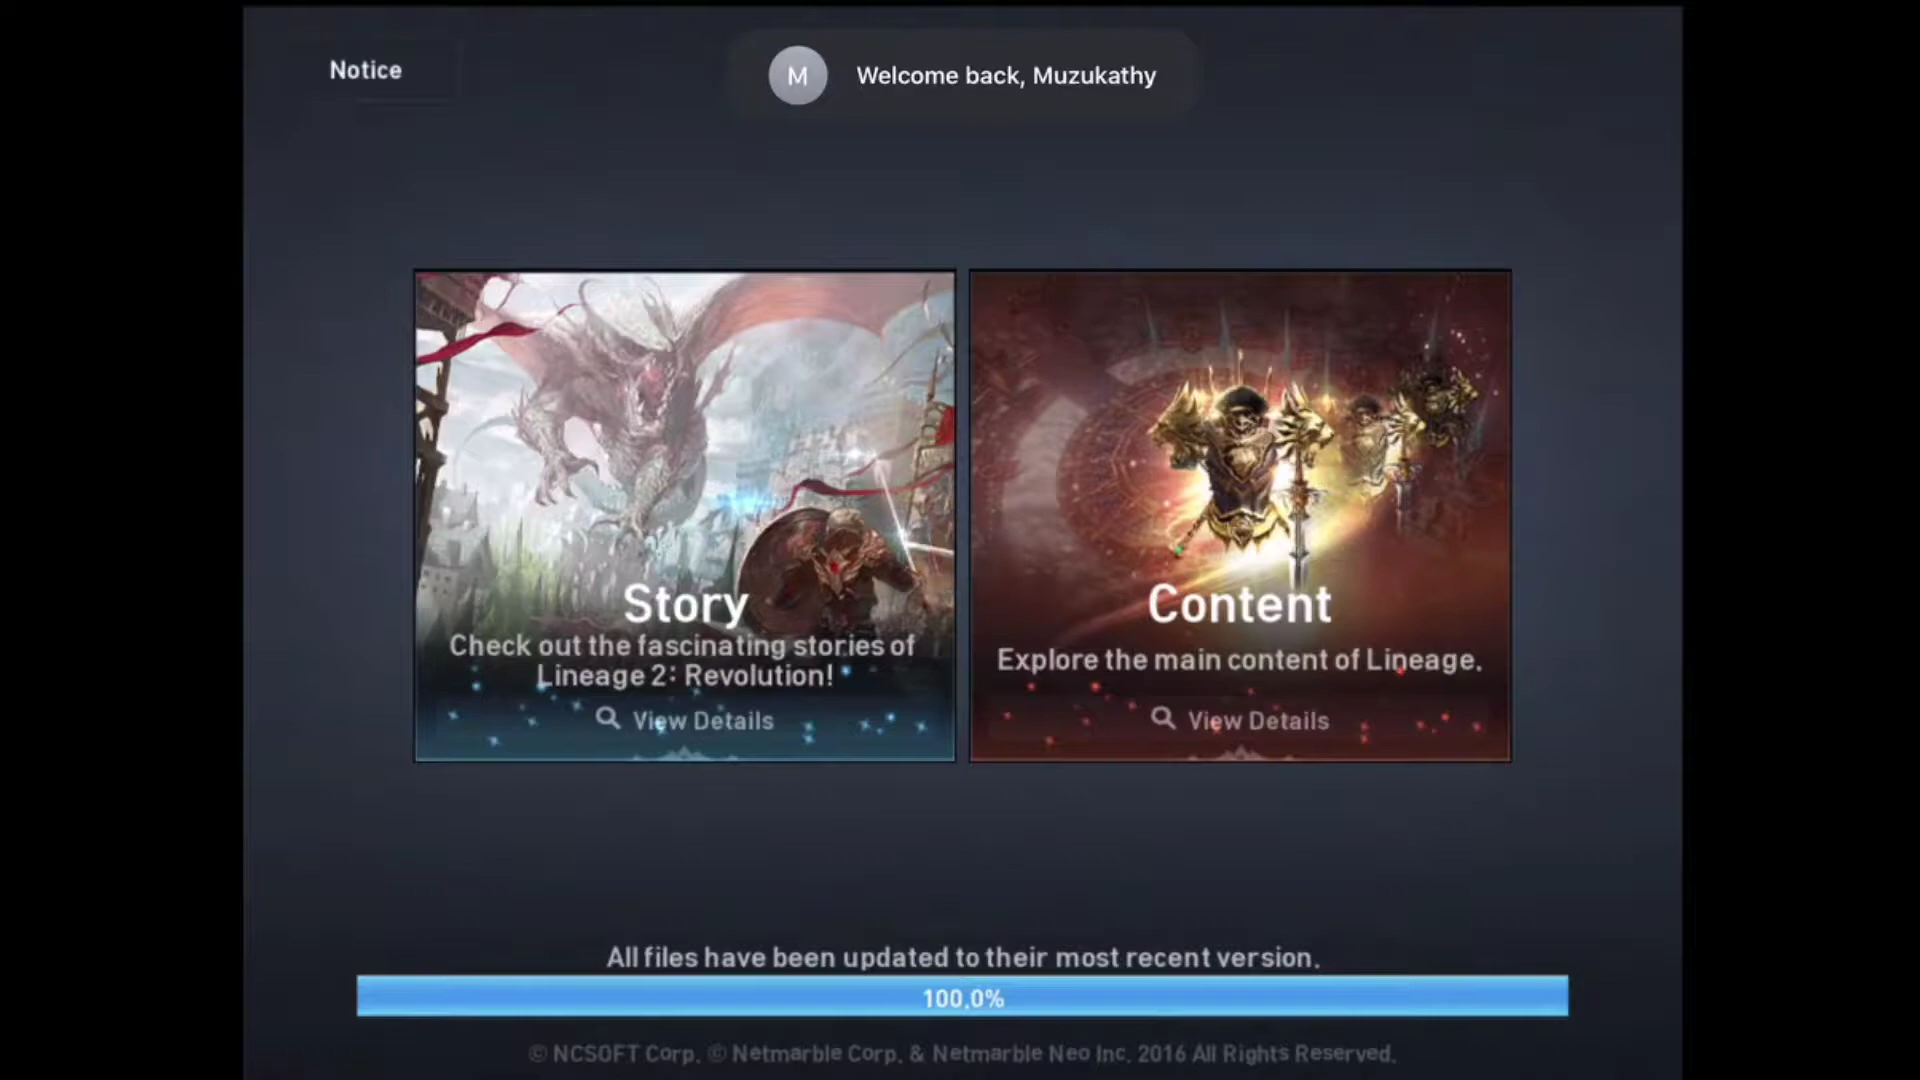 Notice
M
Welcome back, Muzukathy
Story
Check out the fascinating stories of
Lineage 2: Revolution!
View Details
Content
Explore the main content of Lineage.
View Details
All files have been updated to their most recent version.
100.0%
© NCSOFT Corp. © Netmarble Corp. & Netmarble Neo Inc. 2016 All Rights Reserved.